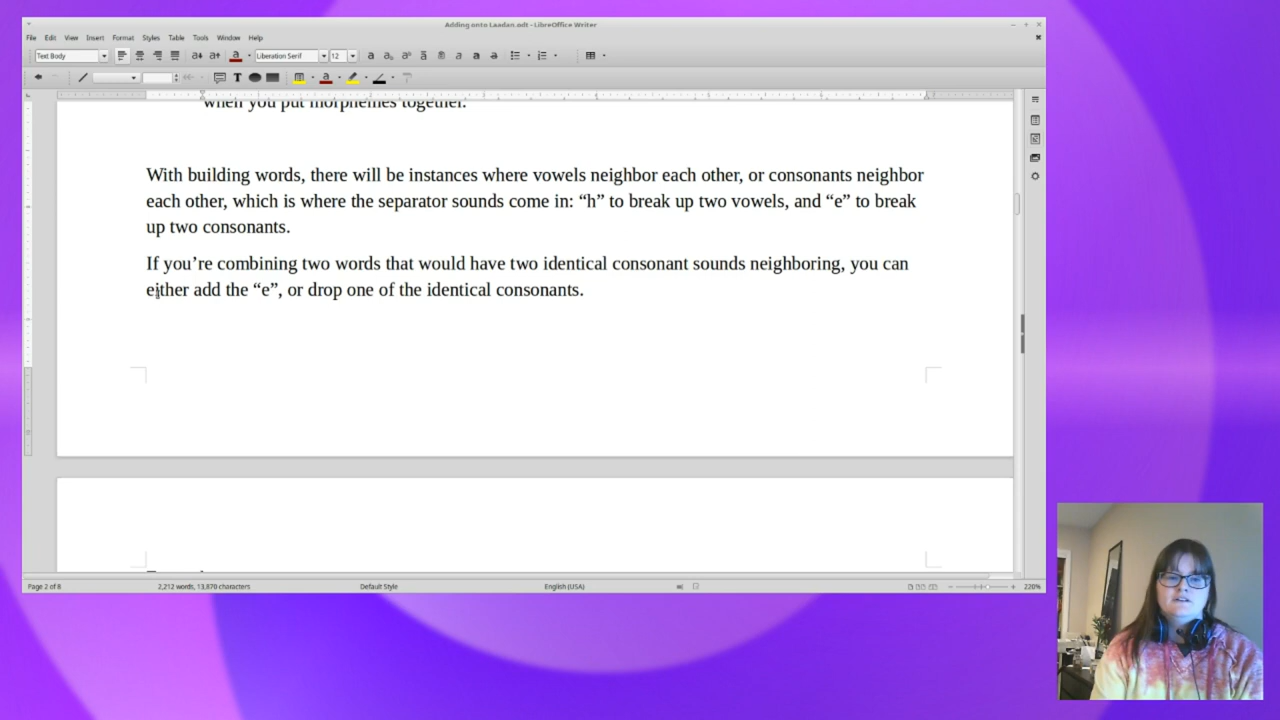 Adding onto Laadan.odt - LibreOffice Writer
File Edit View Insert Format Styles Table Tools Window Help
Text Body Liberation Serif 12
when you put morphemes together.
With building words, there will be instances where vowels neighbor each other, or consonants neighbor
each other, which is where the separator sounds come in: “h” to break up two vowels, and “e” to break
up two consonants.
If you’re combining two words that would have two identical consonant sounds neighboring, you can
either add the “e”, or drop one of the identical consonants.
Page 2 of 8 2,212 words, 13,870 characters Default Style English (USA) 220%